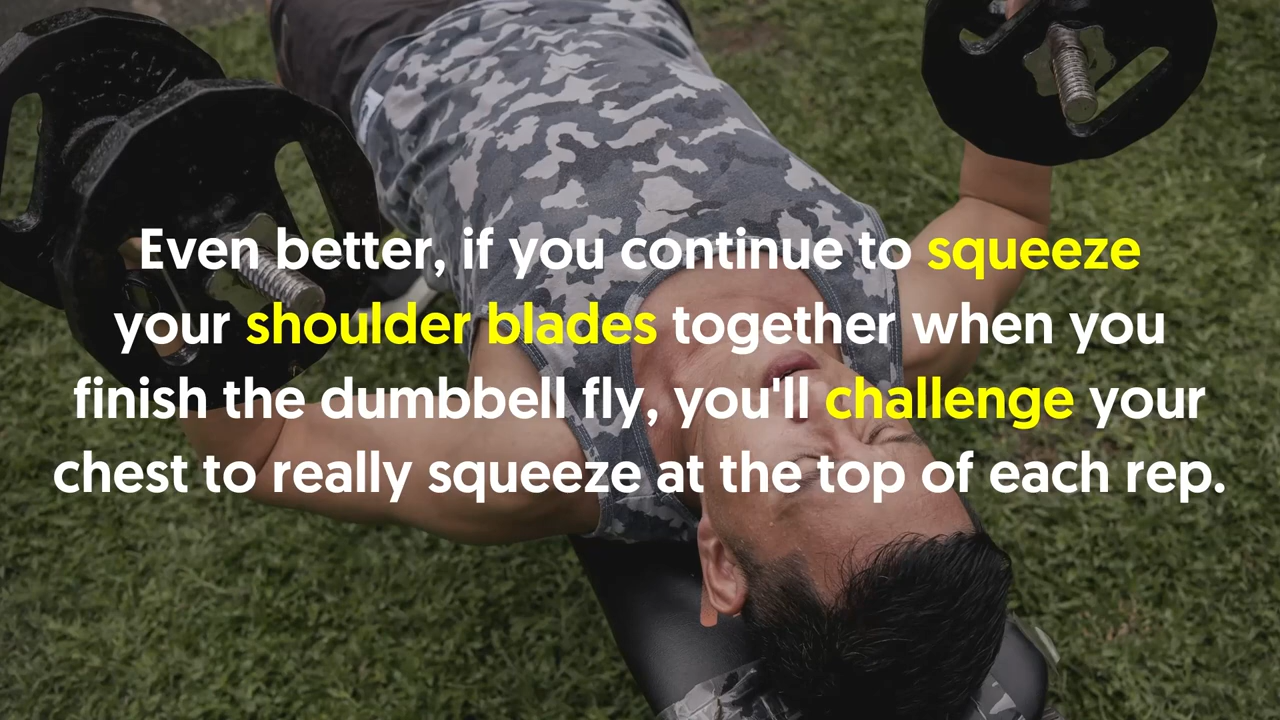 Even better, if you continue to squeeze
your shoulder blades together when you
finish the dumbbell fly, you'll challenge your
chest to really squeeze at the top of each rep.